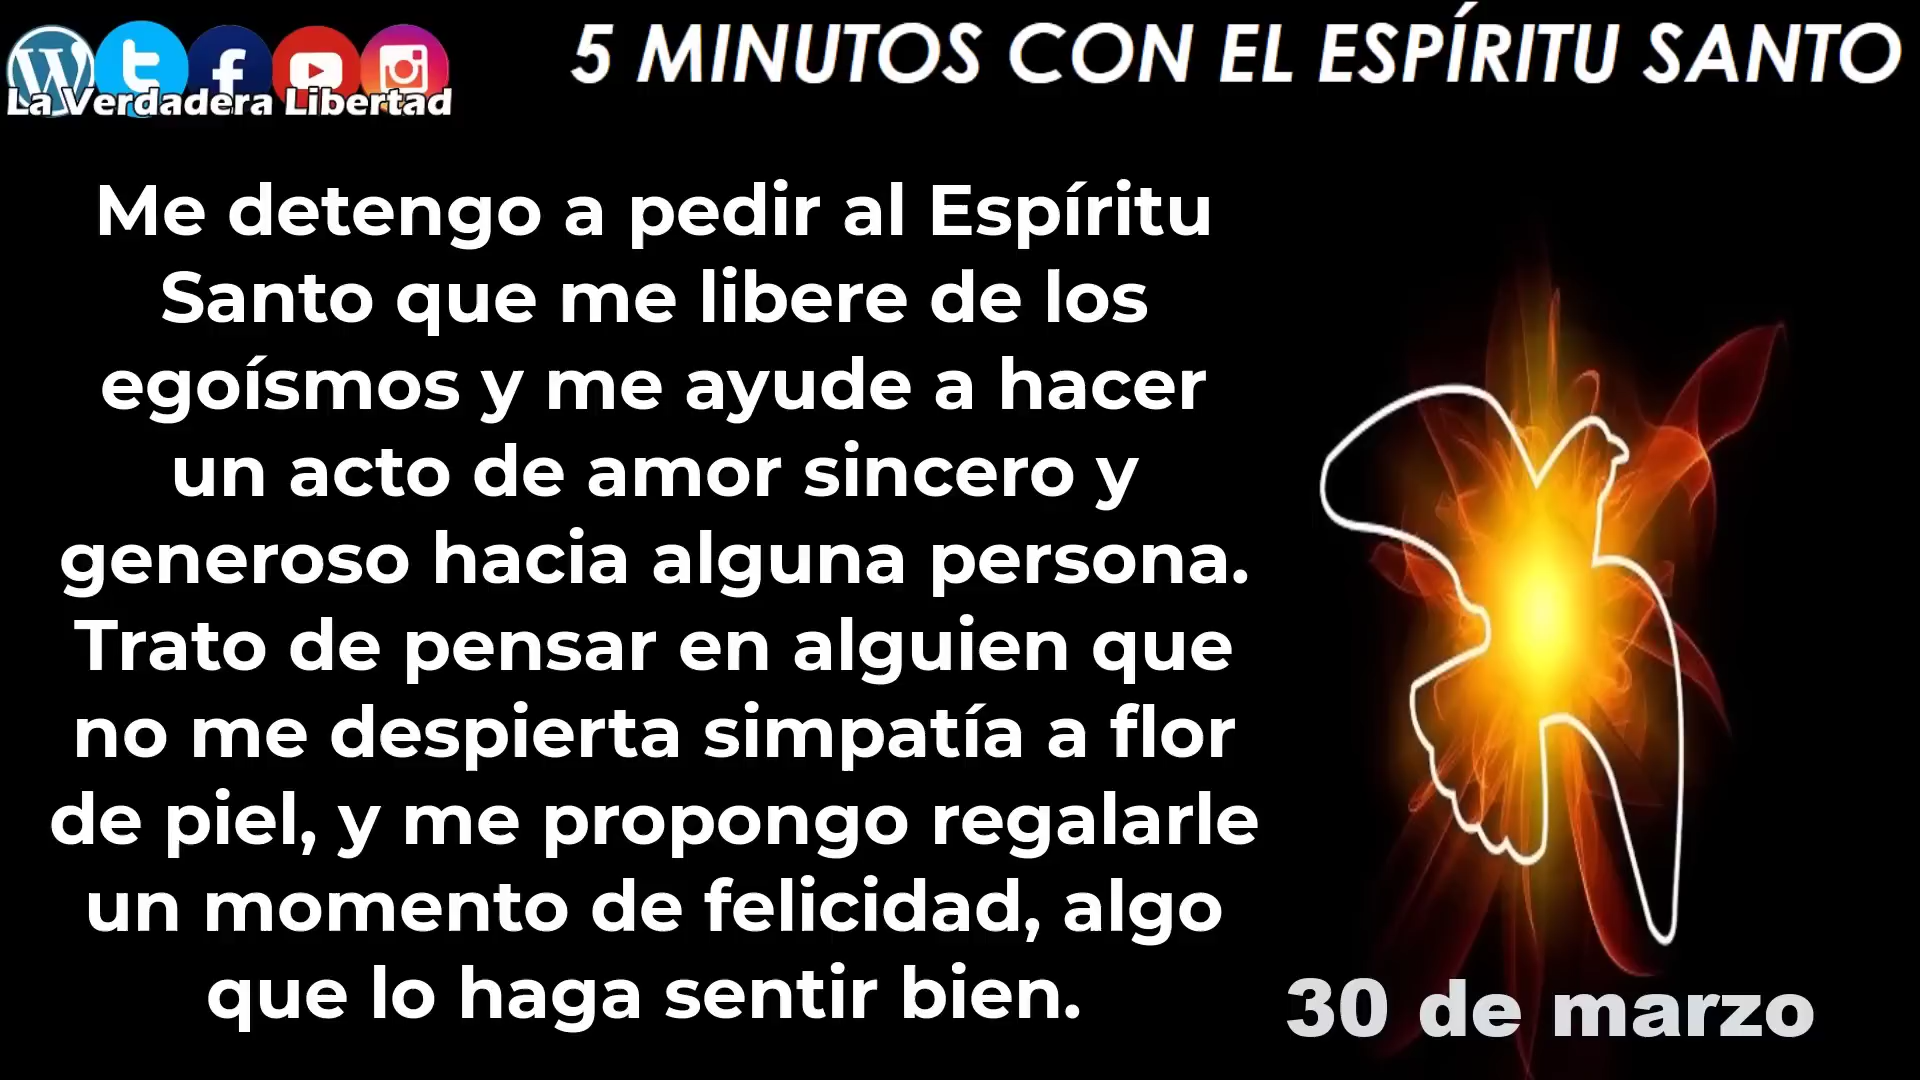 5 MINUTOS CON EL ESPÍRITU SANTO
La Verdadera Libertad
Me detengo a pedir al Espíritu
Santo que me libere de los
egoísmos y me ayude a hacer
un acto de amor sincero y
generoso hacia alguna persona.
Trato de pensar en alguien que
no me despierta simpatía a flor
de piel, y me propongo regalarle
un momento de felicidad, algo
que lo haga sentir bien.
30 de marzo